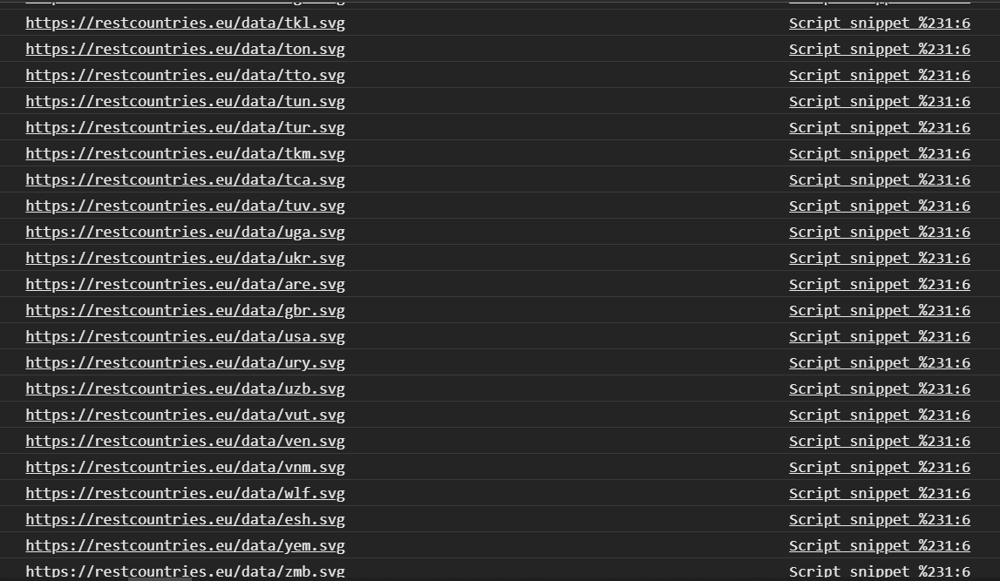 https://restcountries.eu/data/tkl.svg Script snippet %231:6
https://restcountries.eu/data/ton.svg Script snippet %231:6
https://restcountries.eu/data/tto.svg Script snippet %231:6
https://restcountries.eu/data/tun.svg Script snippet %231:6
https://restcountries.eu/data/tur.svg Script snippet %231:6
https://restcountries.eu/data/tkm.svg Script snippet %231:6
https://restcountries.eu/data/tca.svg Script snippet %231:6
https://restcountries.eu/data/tuv.svg Script snippet %231:6
https://restcountries.eu/data/uga.svg Script snippet %231:6
https://restcountries.eu/data/ukr.svg Script snippet %231:6
https://restcountries.eu/data/are.svg Script snippet %231:6
https://restcountries.eu/data/gbr.svg Script snippet %231:6
https://restcountries.eu/data/usa.svg Script snippet %231:6
https://restcountries.eu/data/ury.svg Script snippet %231:6
https://restcountries.eu/data/uzb.svg Script snippet %231:6
https://restcountries.eu/data/vut.svg Script snippet %231:6
https://restcountries.eu/data/ven.svg Script snippet %231:6
https://restcountries.eu/data/vnm.svg Script snippet %231:6
https://restcountries.eu/data/wlf.svg Script snippet %231:6
https://restcountries.eu/data/esh.svg Script snippet %231:6
https://restcountries.eu/data/yem.svg Script snippet %231:6
https://restcountries.eu/data/zmb.svg Script snippet %231:6